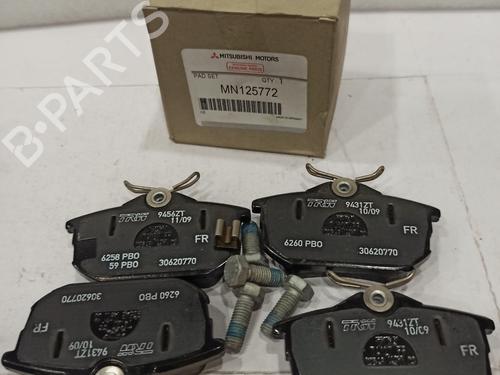 MITSUBISHI MOTORS
GENUINE PARTS
PAD SET QTY 1
MN125772
B-PARTS
TRW 9456ZT
11/09
FR
6258 PBO
59 PBO 30620770
TRW 9431ZT
10/09
FR
6260 PBO 30620770
30620770 6260 PBO
FR
10/09
9431ZT TRW
TRW 9431ZT
10/09
FR